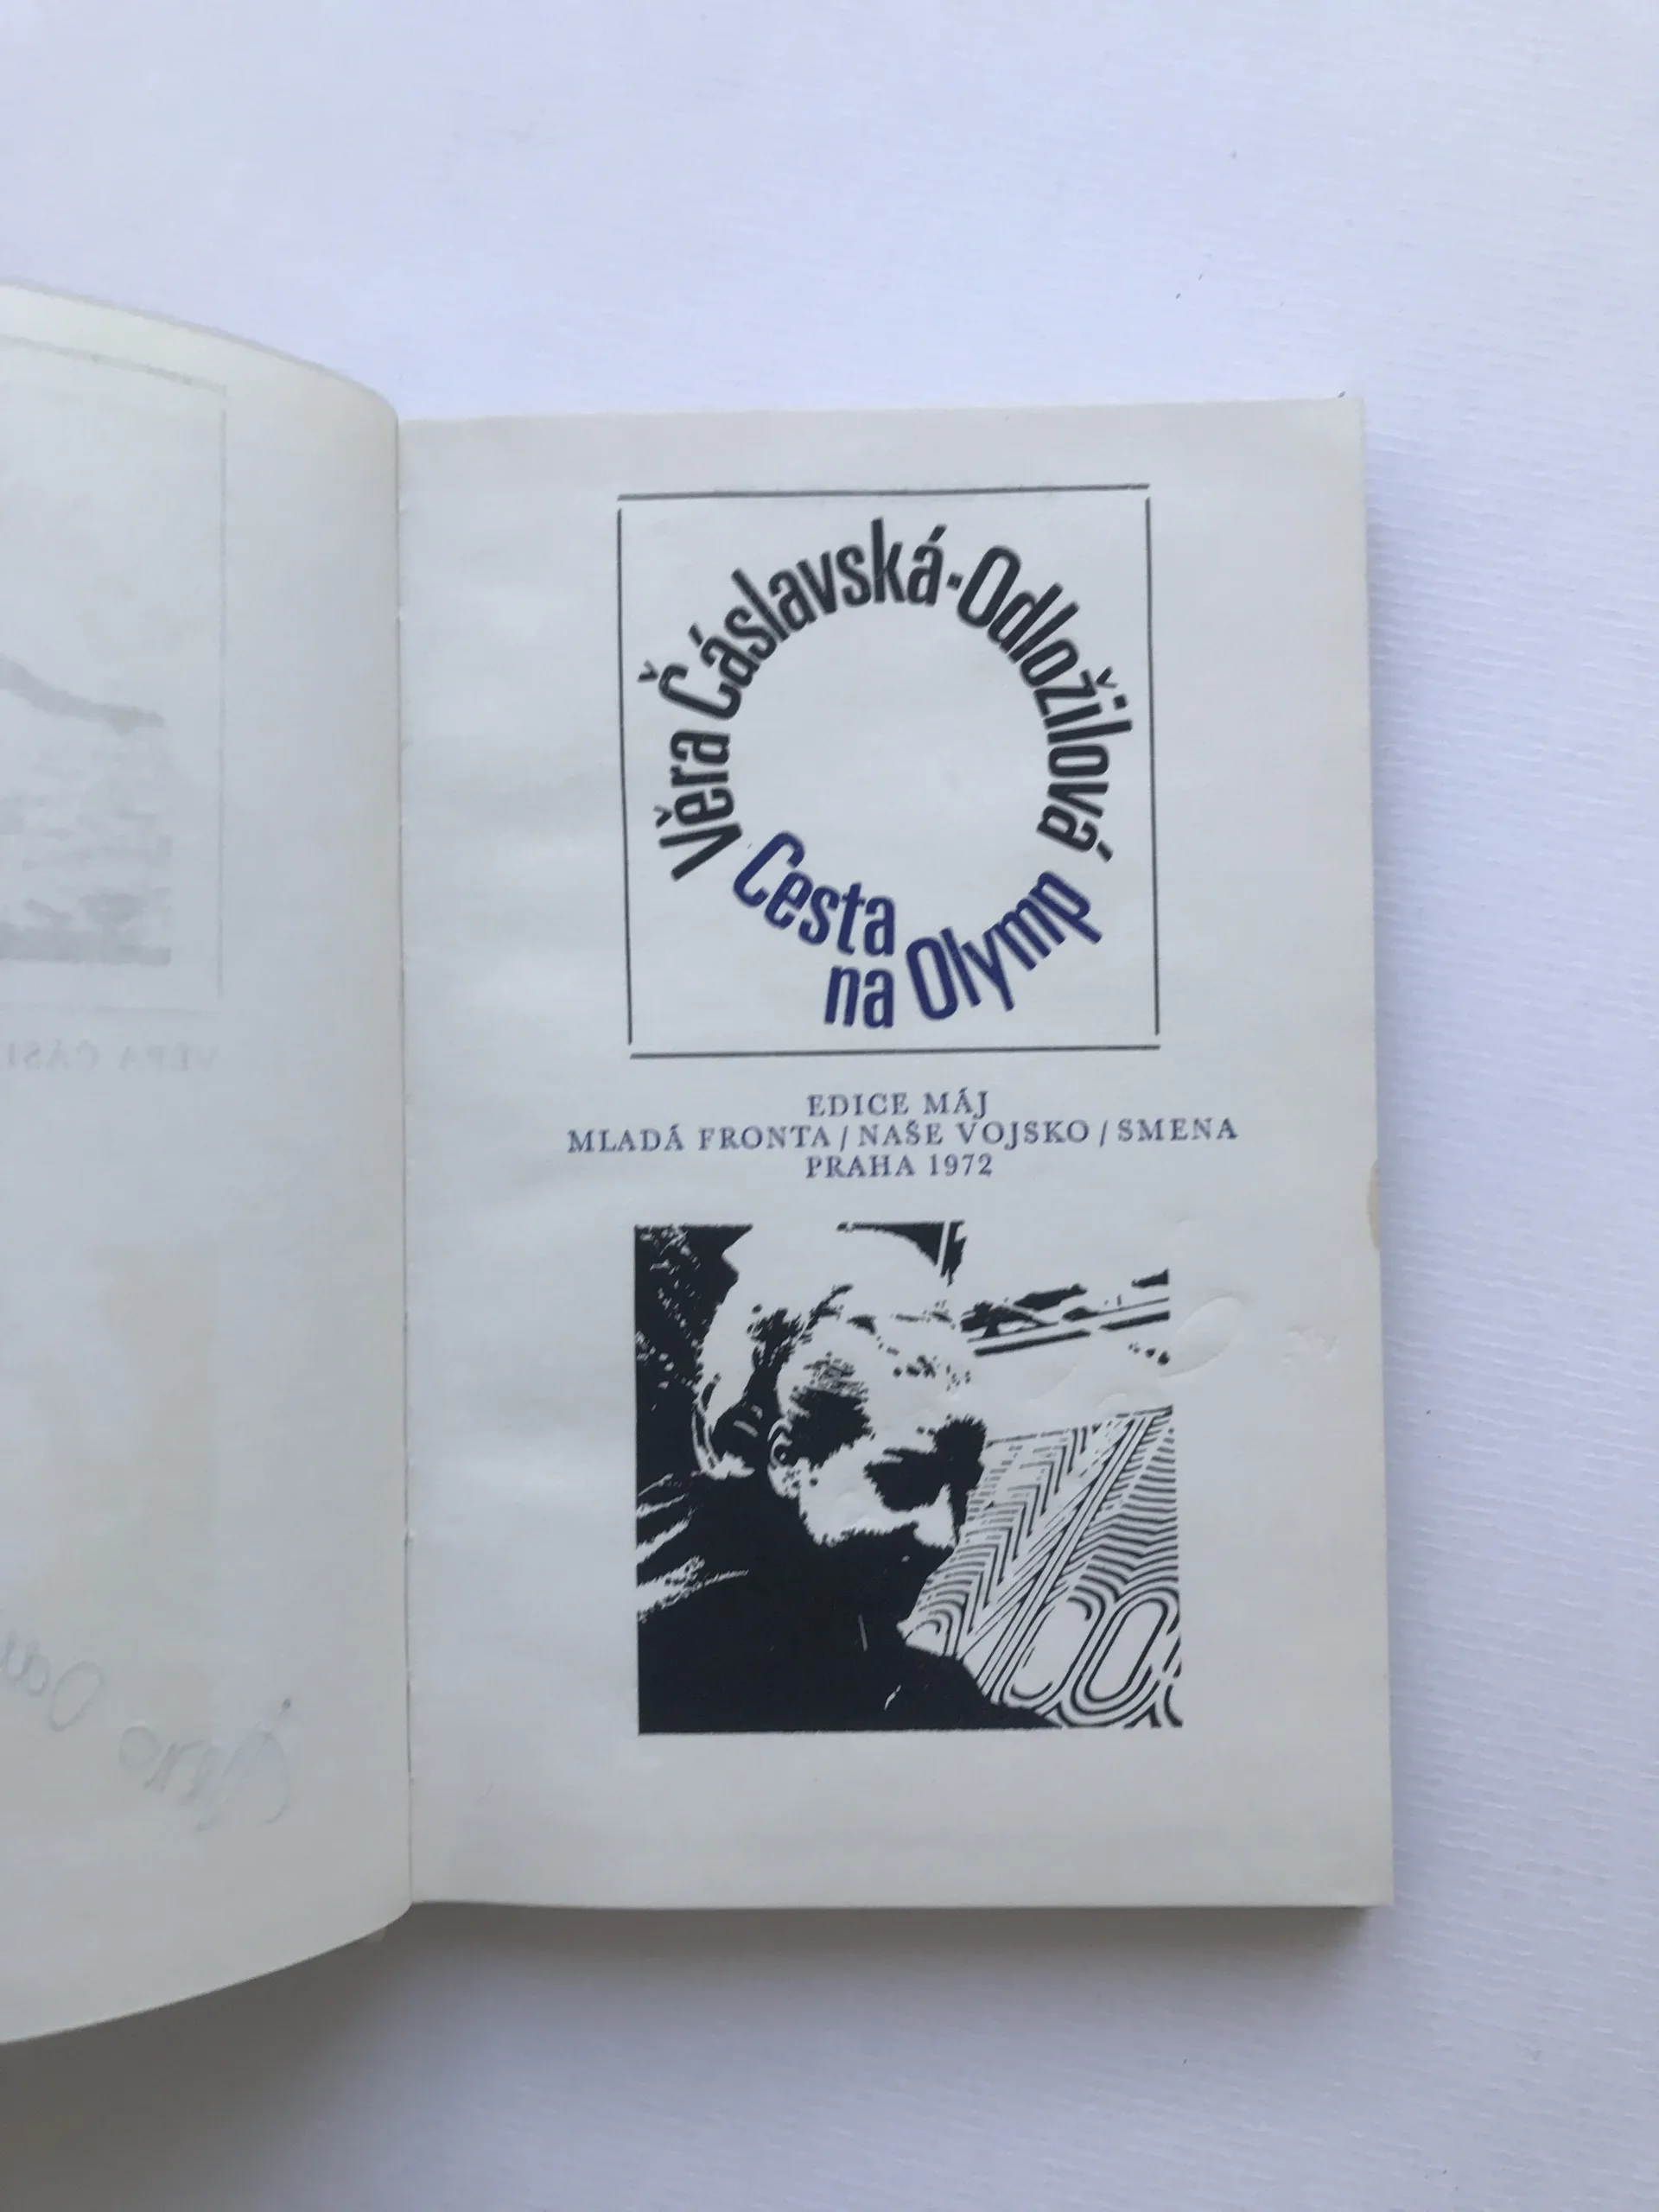 Věra Čáslavská-Odložilová
Cesta
na Olymp
EDICE MÁJ
MLADÁ FRONTA / NAŠE VOJSKO / SMENA
PRAHA 1972